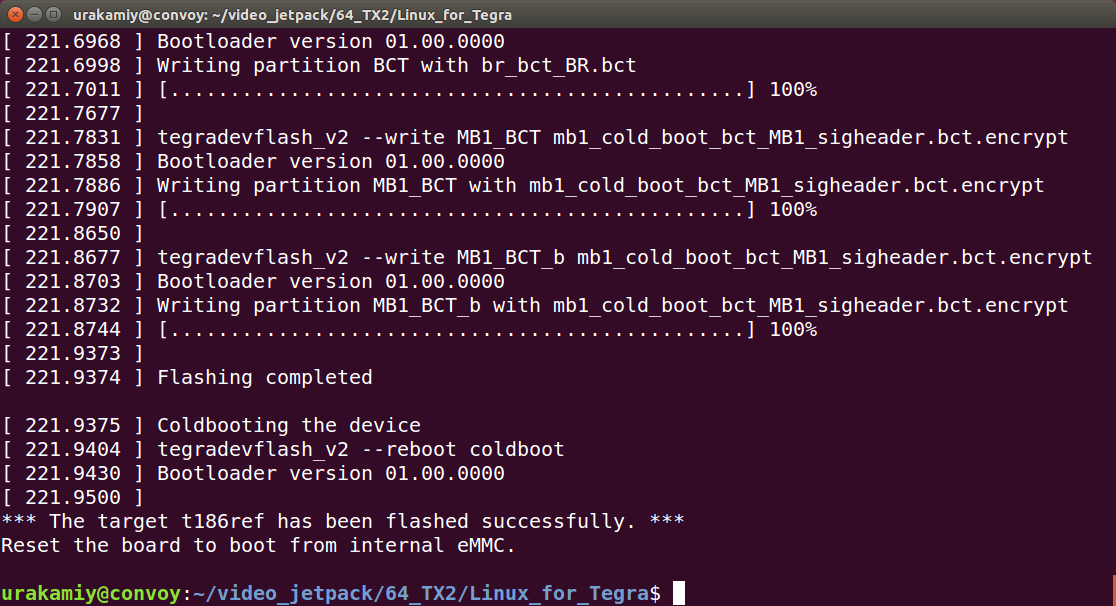 urakamiy@convoy: ~/video_jetpack/64_TX2/Linux_for_Tegra
[ 221.6968 ] Bootloader version 01.00.0000
[ 221.6998 ] Writing partition BCT with br_bct_BR.bct
[ 221.7011 ] [................................................] 100%
[ 221.7677 ]
[ 221.7831 ] tegradevflash_v2 --write MB1_BCT mb1_cold_boot_bct_MB1_sigheader.bct.encrypt
[ 221.7858 ] Bootloader version 01.00.0000
[ 221.7886 ] Writing partition MB1_BCT with mb1_cold_boot_bct_MB1_sigheader.bct.encrypt
[ 221.7907 ] [................................................] 100%
[ 221.8650 ]
[ 221.8677 ] tegradevflash_v2 --write MB1_BCT_b mb1_cold_boot_bct_MB1_sigheader.bct.encrypt
[ 221.8703 ] Bootloader version 01.00.0000
[ 221.8732 ] Writing partition MB1_BCT_b with mb1_cold_boot_bct_MB1_sigheader.bct.encrypt
[ 221.8744 ] [................................................] 100%
[ 221.9373 ]
[ 221.9374 ] Flashing completed
[ 221.9375 ] Coldbooting the device
[ 221.9404 ] tegradevflash_v2 --reboot coldboot
[ 221.9430 ] Bootloader version 01.00.0000
[ 221.9500 ]
*** The target t186ref has been flashed successfully. ***
Reset the board to boot from internal eMMC.
urakamiy@convoy:~/video_jetpack/64_TX2/Linux_for_Tegra$